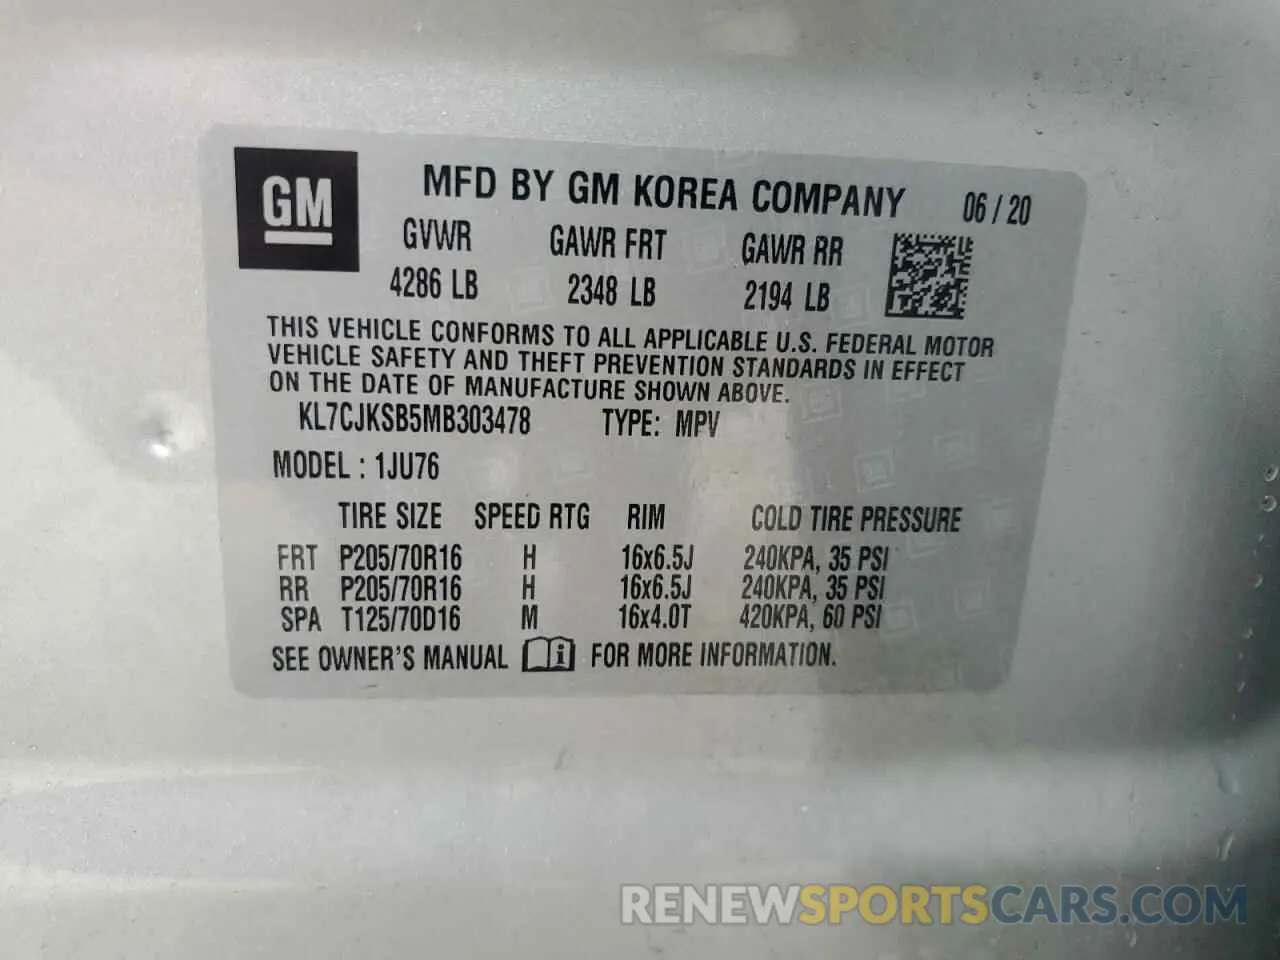 GM
MFD BY GM KOREA COMPANY 06 / 20
GVWR GAWR FRT GAWR RR
4286 LB 2348 LB 2194 LB
THIS VEHICLE CONFORMS TO ALL APPLICABLE U.S. FEDERAL MOTOR
VEHICLE SAFETY AND THEFT PREVENTION STANDARDS IN EFFECT
ON THE DATE OF MANUFACTURE SHOWN ABOVE.
KL7CJKSB5MB303478 TYPE: MPV
MODEL : 1JU76
TIRE SIZE SPEED RTG RIM COLD TIRE PRESSURE
FRT P205/70R16 H 16x6.5J 240KPA, 35 PSI
RR P205/70R16 H 16x6.5J 240KPA, 35 PSI
SPA T125/70D16 M 16x4.0T 420KPA, 60 PSI
SEE OWNER'S MANUAL i FOR MORE INFORMATION.
RENEWSPORTSCARS.COM